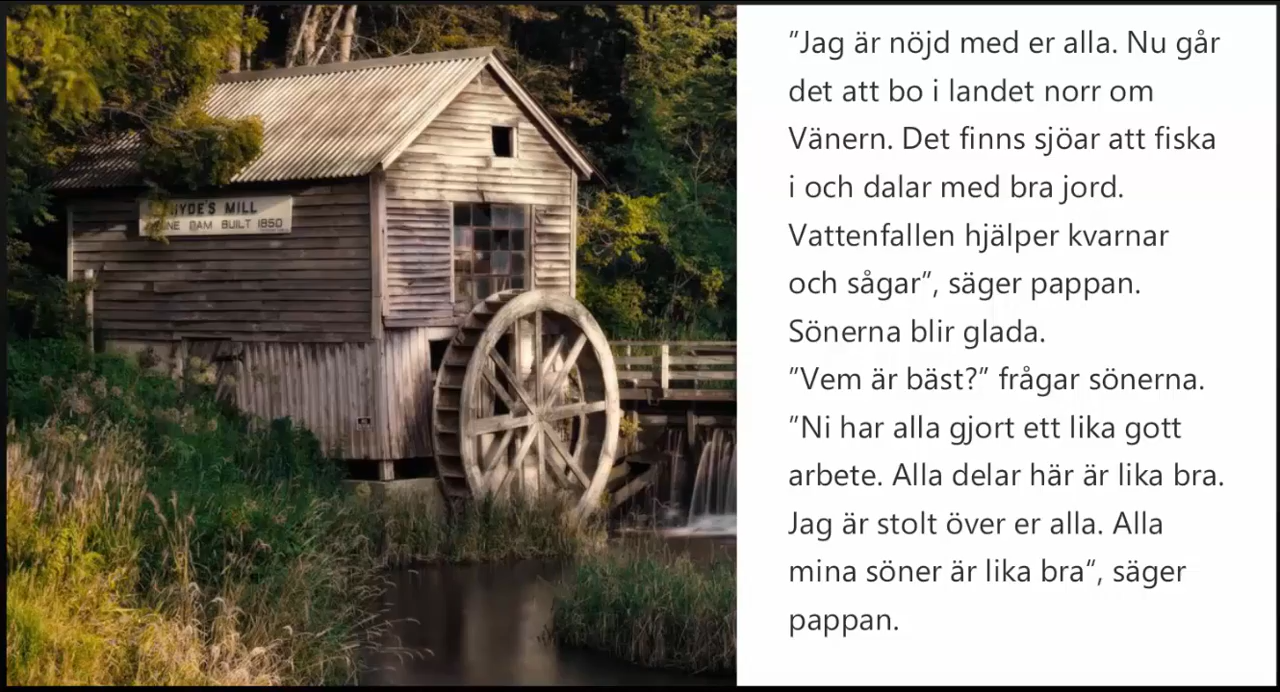 HYDE'S MILL
DAM BUILT 1850
”Jag är nöjd med er alla. Nu går
det att bo i landet norr om
Vänern. Det finns sjöar att fiska
i och dalar med bra jord.
Vattenfallen hjälper kvarnar
och sågar”, säger pappan.
Sönerna blir glada.
”Vem är bäst?” frågar sönerna.
”Ni har alla gjort ett lika gott
arbete. Alla delar här är lika bra.
Jag är stolt över er alla. Alla
mina söner är lika bra”, säger
pappan.